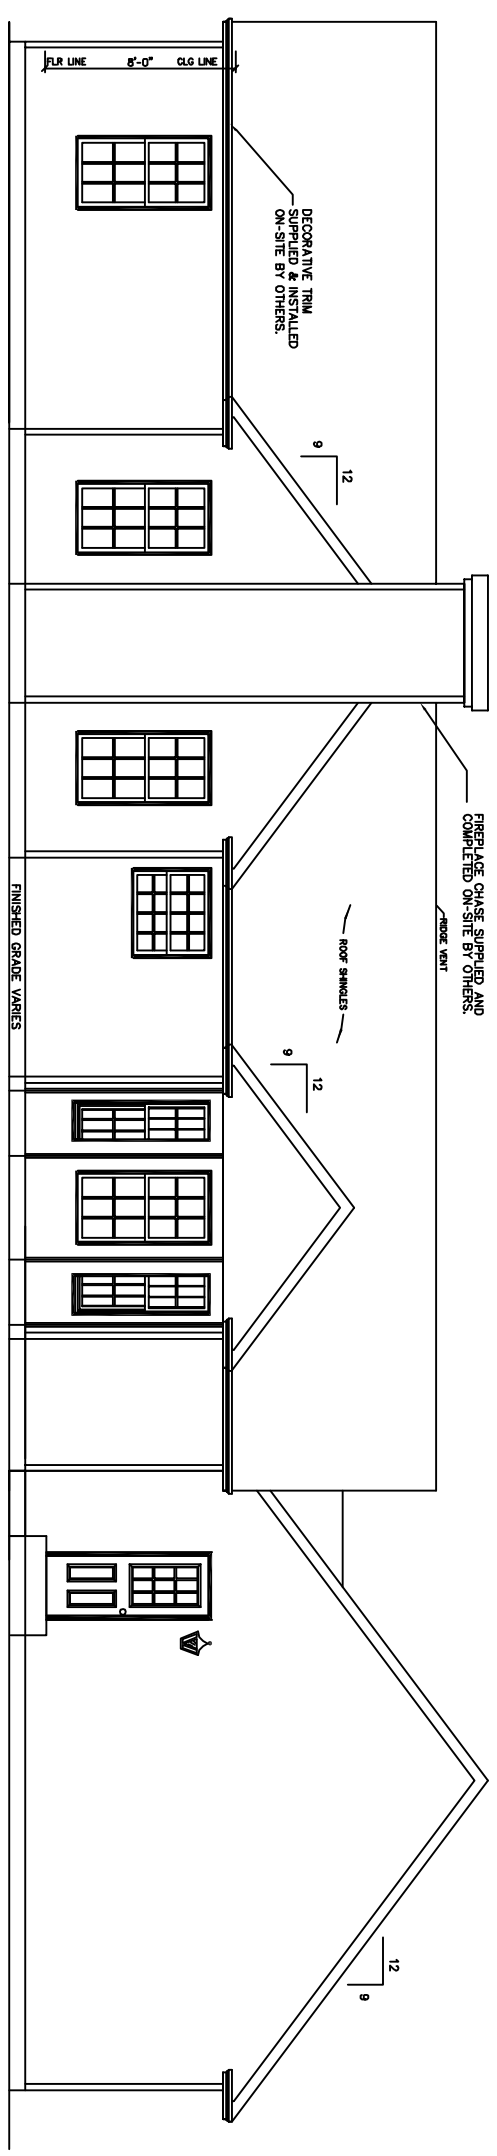 FLR LINE
8'-0"
CLG LINE
DECORATIVE TRIM
SUPPLIED & INSTALLED
ON-SITE BY OTHERS.
9
12
FIREPLACE CHASE SUPPLIED AND
COMPLETED ON-SITE BY OTHERS.
RIDGE VENT
ROOF SHINGLES
FINISHED GRADE VARIES
9
12
12
9